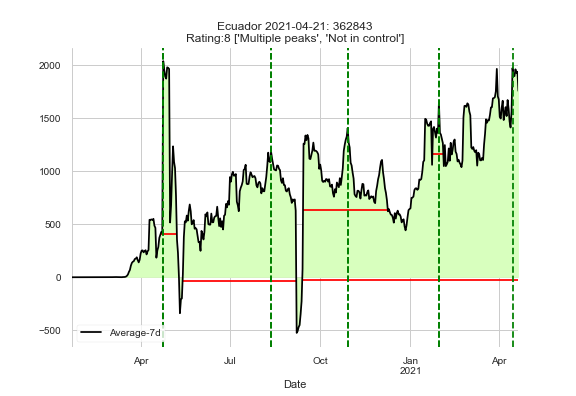 Ecuador 2021-04-21: 362843
Rating:8 ['Multiple peaks', 'Not in control']
2000
1500
1000
500
0
−500
Average-7d
Apr
Jul
Oct
Jan
2021
Apr
Date